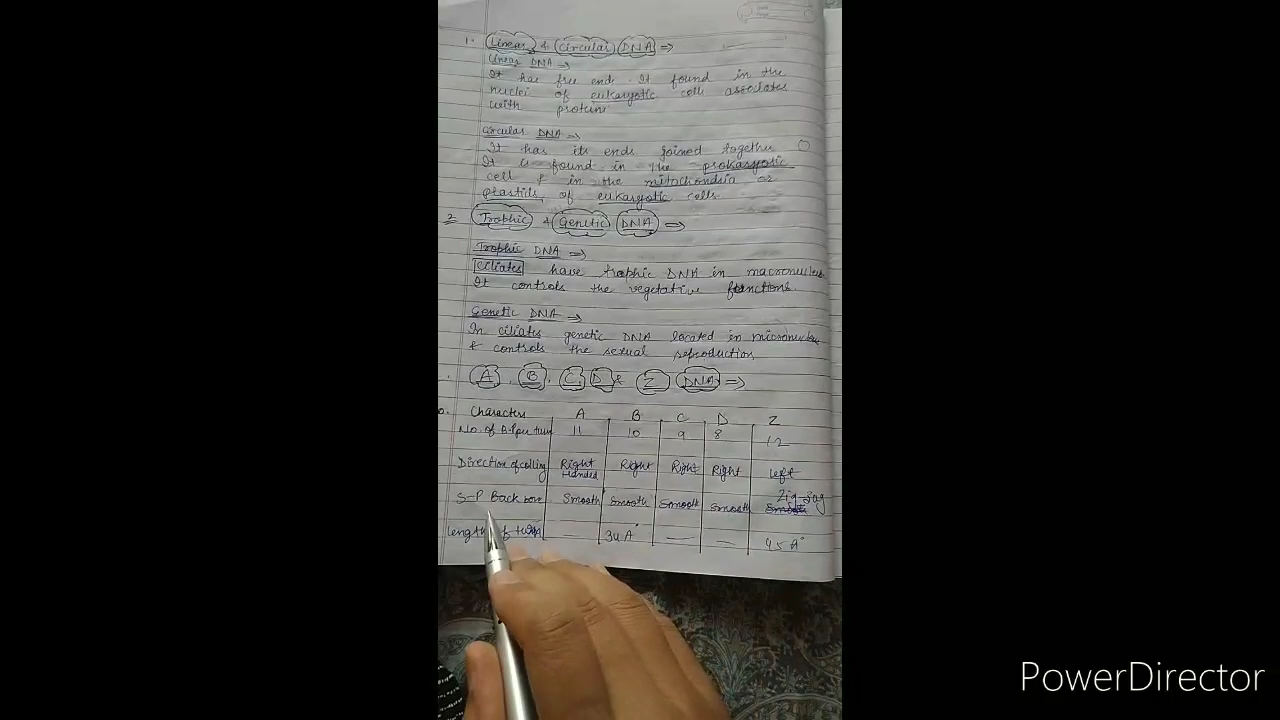 1. Linear & Circular DNA ⇒
Linear DNA ⇒
It has free ends. It found in the
nuclei of eukaryotic cells associates
with proteins
Circular DNA ⇒
It has its ends joined together
It is found in the prokaryotic
cell & in the mitochondria or
plastids of eukaryotic cells.
2. Trophic & Genetic DNA ⇒
Trophic DNA ⇒
Ciliates have trophic DNA in macronucleus
It controls the vegetative functions.
Genetic DNA ⇒
In ciliates genetic DNA located in micronucleus
& controls the sexual reproduction
A, B, C, D & Z DNA ⇒
Characters A B C D Z
No. of B.P per turn 11 10 9 8 12
Direction of coiling Right Handed Right Right Right Left
S-P Back bone Smooth Smooth Smooth Smooth Zig-Zag
Length of turn — 34 A° — — 45 A°
PowerDirector